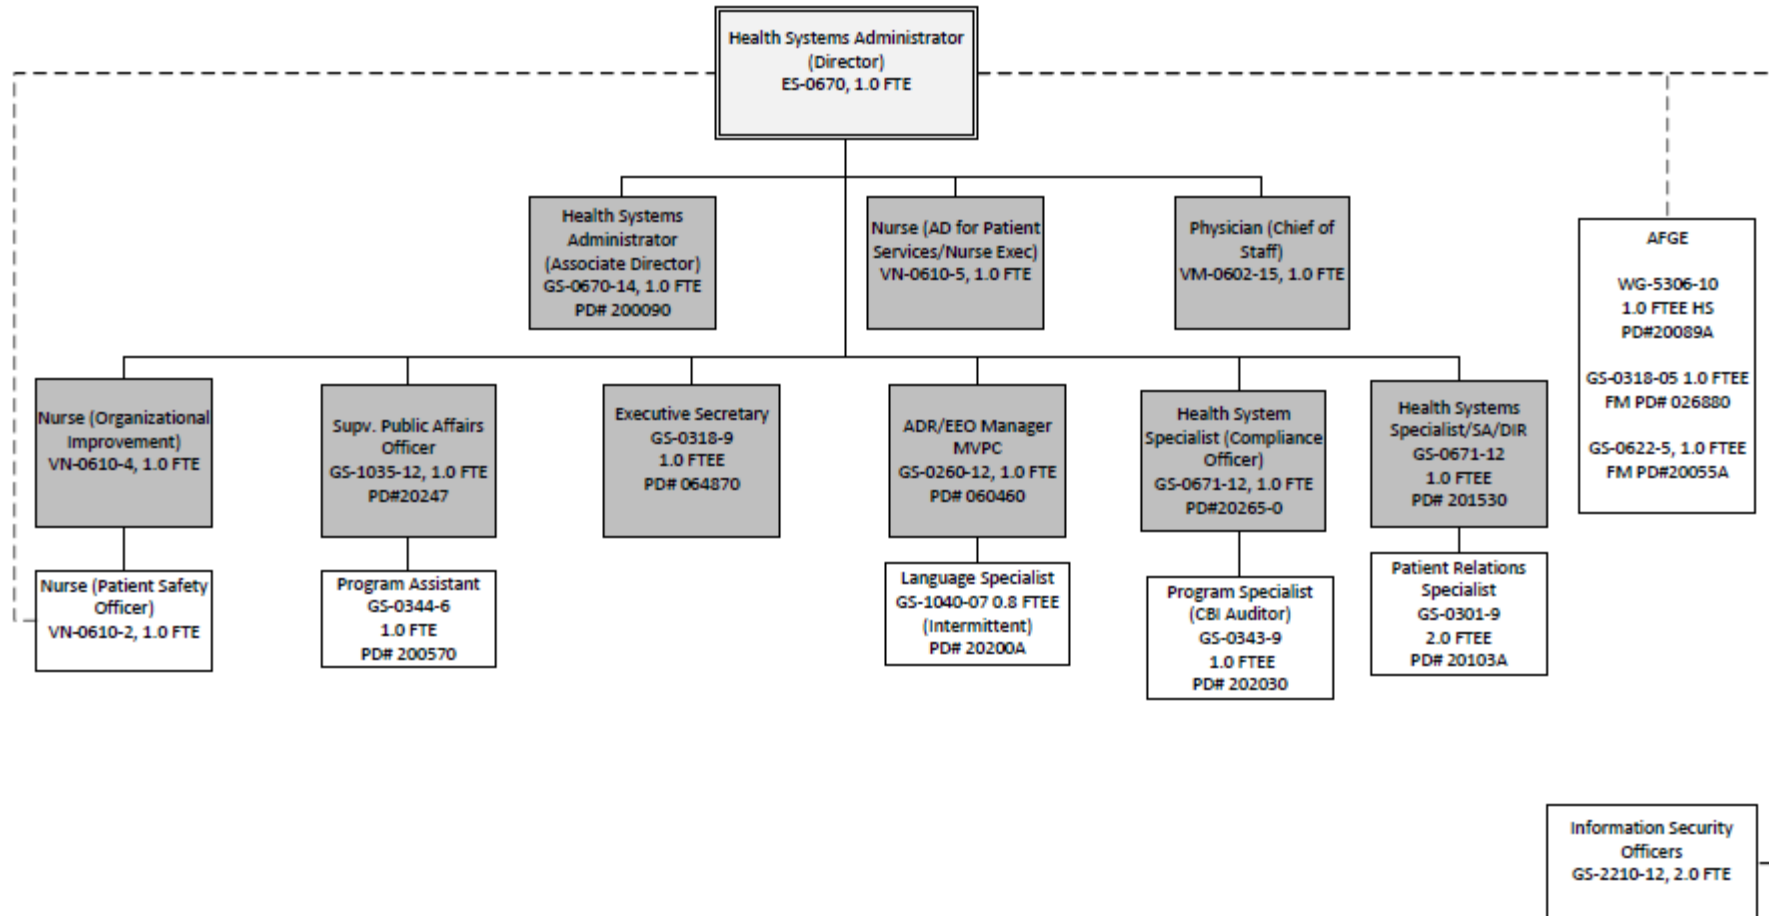 Health Systems Administrator
(Director)
ES-0670, 1.0 FTE
Health Systems
Administrator
(Associate Director)
GS-0670-14, 1.0 FTE
PD# 200090
Nurse (AD for Patient
Services/Nurse Exec)
VN-0610-5, 1.0 FTE
Physician (Chief of
Staff)
VM-0602-15, 1.0 FTE
AFGE
WG-5306-10
1.0 FTEE HS
PD#20089A
GS-0318-05 1.0 FTEE
FM PD# 026880
GS-0622-5, 1.0 FTEE
FM PD#20055A
Nurse (Organizational
Improvement)
VN-0610-4, 1.0 FTE
Supv. Public Affairs
Officer
GS-1035-12, 1.0 FTE
PD#20247
Executive Secretary
GS-0318-9
1.0 FTEE
PD# 064870
ADR/EEO Manager
MVPC
GS-0260-12, 1.0 FTE
PD# 060460
Health System
Specialist (Compliance
Officer)
GS-0671-12, 1.0 FTE
PD#20265-0
Health Systems
Specialist/SA/DIR
GS-0671-12
1.0 FTEE
PD# 201530
Nurse (Patient Safety
Officer)
VN-0610-2, 1.0 FTE
Program Assistant
GS-0344-6
1.0 FTE
PD# 200570
Language Specialist
GS-1040-07 0.8 FTEE
(Intermittent)
PD# 20200A
Program Specialist
(CBI Auditor)
GS-0343-9
1.0 FTEE
PD# 202030
Patient Relations
Specialist
GS-0301-9
2.0 FTEE
PD# 20103A
Information Security
Officers
GS-2210-12, 2.0 FTE